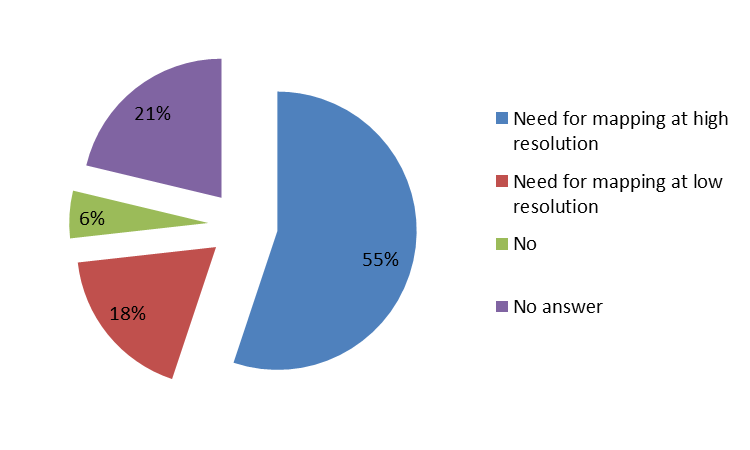 21%
6%
18%
55%
Need for mapping at high
resolution
Need for mapping at low
resolution
No
No answer